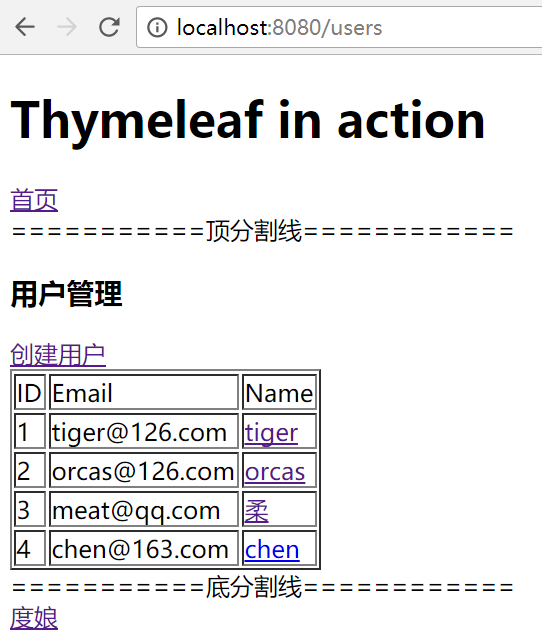 localhost:8080/users
Thymeleaf in action
首页
===========顶分割线============
用户管理
创建用户
ID Email Name
1 tiger@126.com tiger
2 orcas@126.com orcas
3 meat@qq.com 柔
4 chen@163.com chen
===========底分割线============
度娘